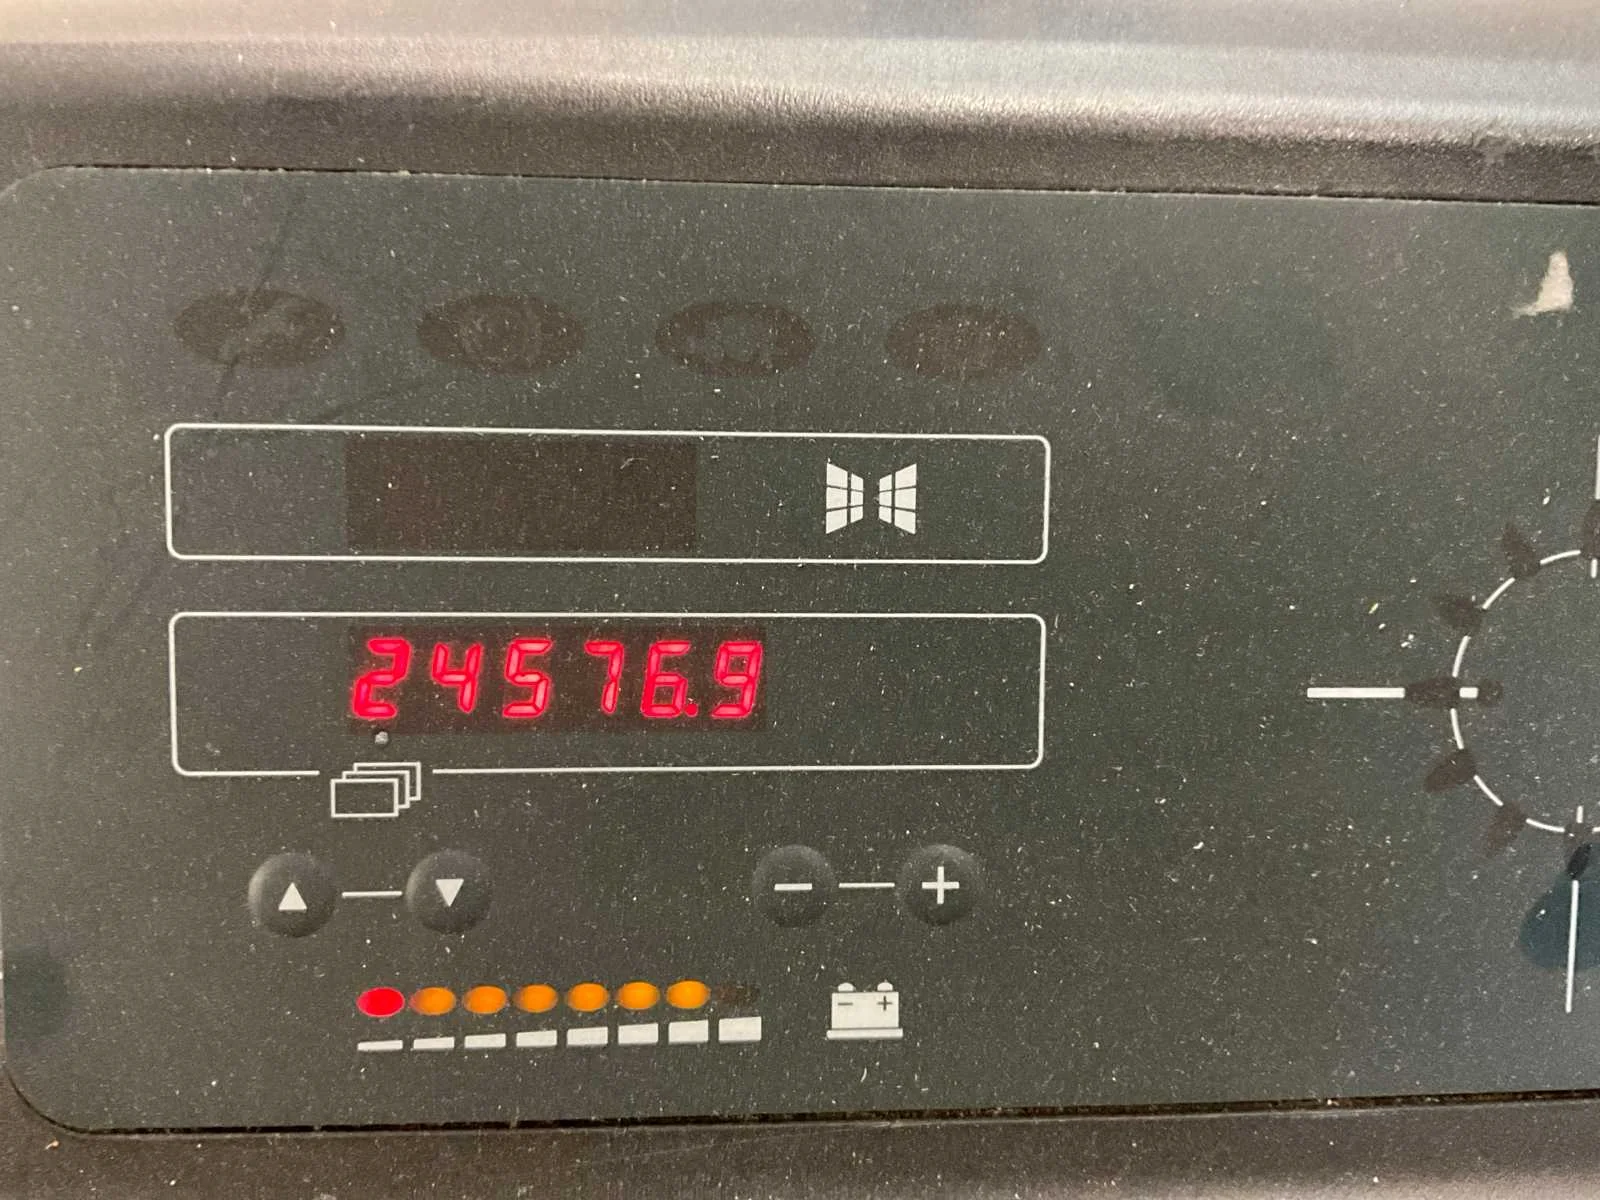 24576.9
− +
− +